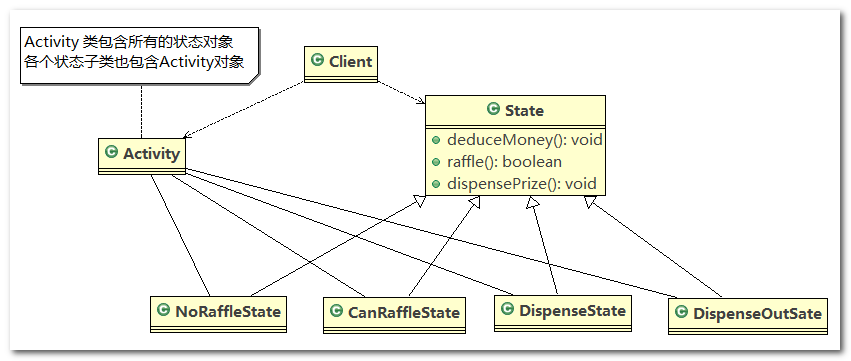 Activity 类包含所有的状态对象
各个状态子类也包含Activity对象
C Client
C State
deduceMoney(): void
raffle(): boolean
dispensePrize(): void
C Activity
C NoRaffleState
C CanRaffleState
C DispenseState
C DispenseOutSate